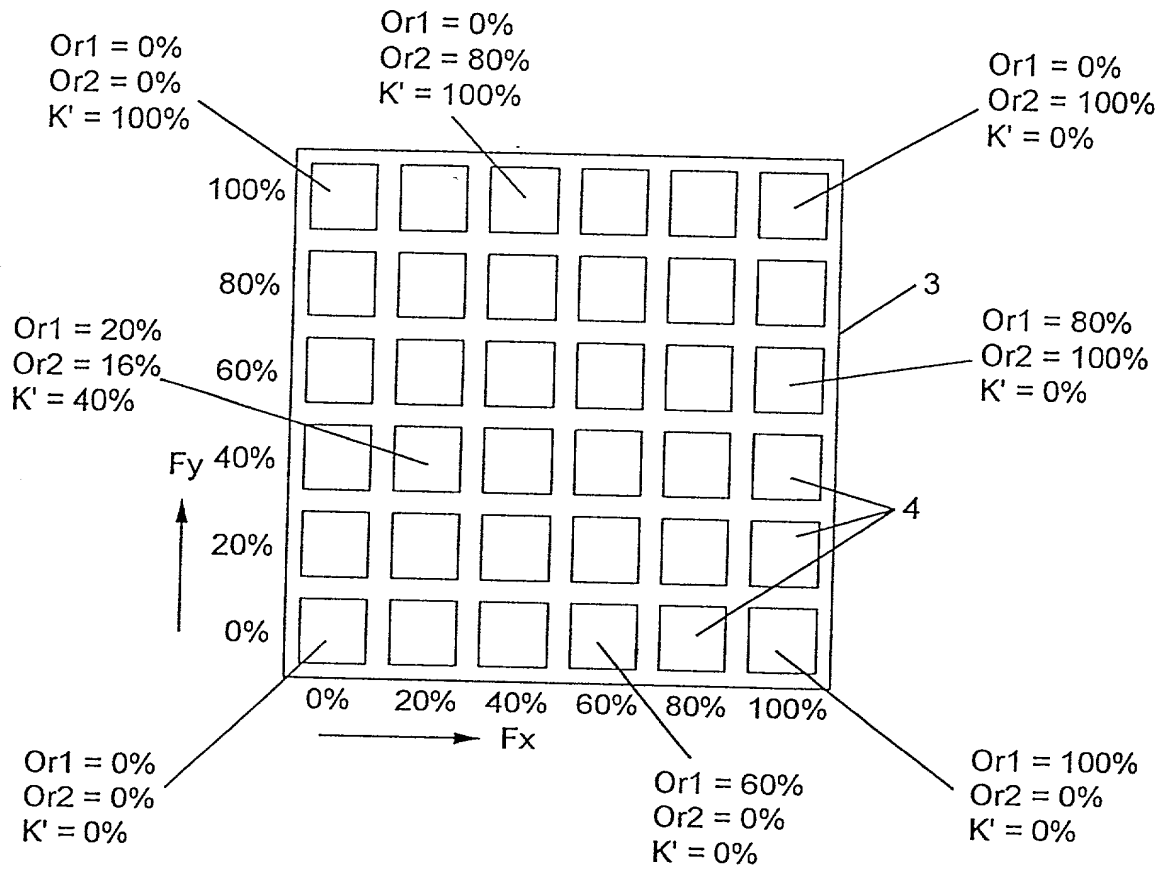 Or1 = 0%
Or2 = 0%
K' = 100%
Or1 = 0%
Or2 = 80%
K' = 100%
Or1 = 0%
Or2 = 100%
K' = 0%
100%
80%
3
Or1 = 20%
Or2 = 16%
K' = 40%
60%
Or1 = 80%
Or2 = 100%
K' = 0%
Fy 40%
4
20%
0%
0% 20% 40% 60% 80% 100%
Fx
Or1 = 0%
Or2 = 0%
K' = 0%
Or1 = 60%
Or2 = 0%
K' = 0%
Or1 = 100%
Or2 = 0%
K' = 0%